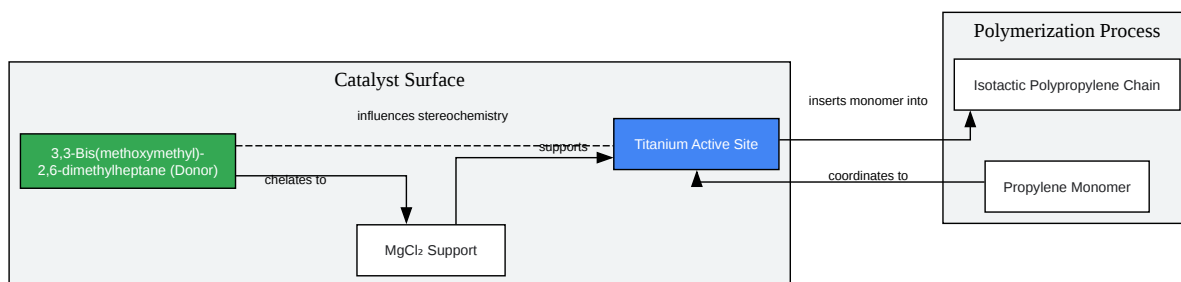 Polymerization Process
Isotactic Polypropylene Chain
Catalyst Surface
inserts monomer into
influences stereochemistry
3,3-Bis(methoxymethyl)-
2,6-dimethylheptane (Donor)
supports
Titanium Active Site
chelates to
coordinates to
Propylene Monomer
MgCl₂ Support